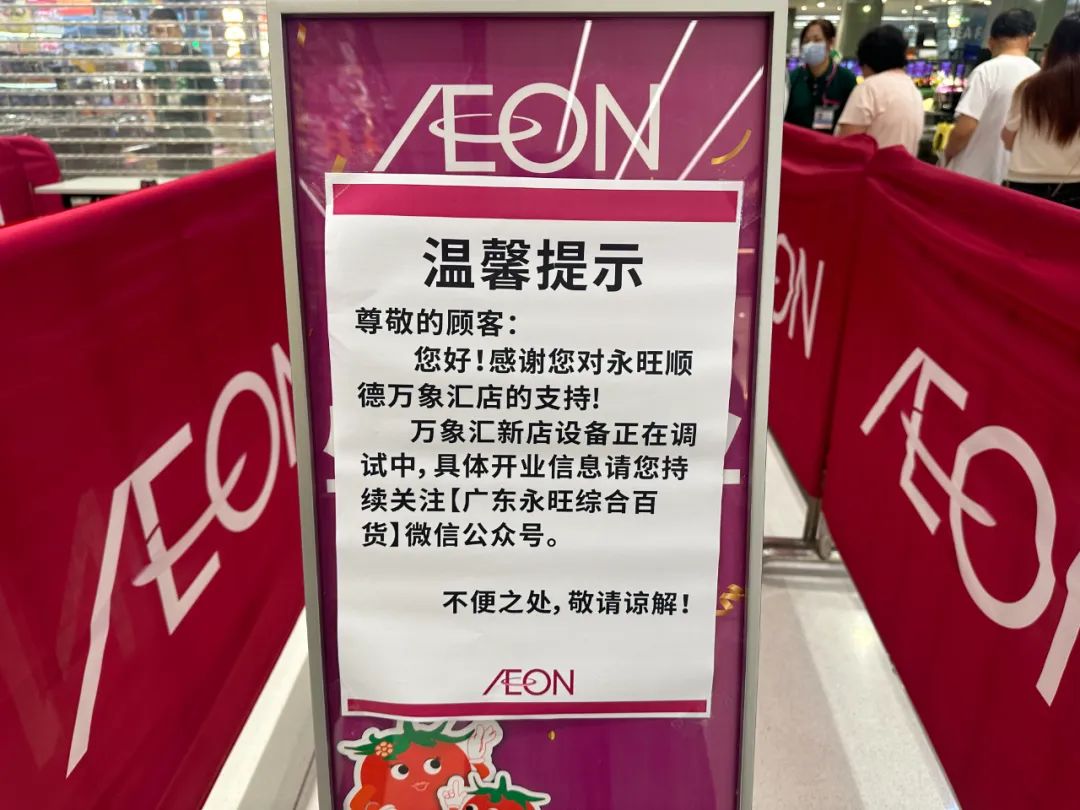 ÆON
温馨提示
尊敬的顾客：
您好！感谢您对永旺顺
德万象汇店的支持！
万象汇新店设备正在调
试中，具体开业信息请您持
续关注【广东永旺综合百
货】微信公众号。
不便之处，敬请谅解！
ÆON
ÆON
ÆON
ÆON